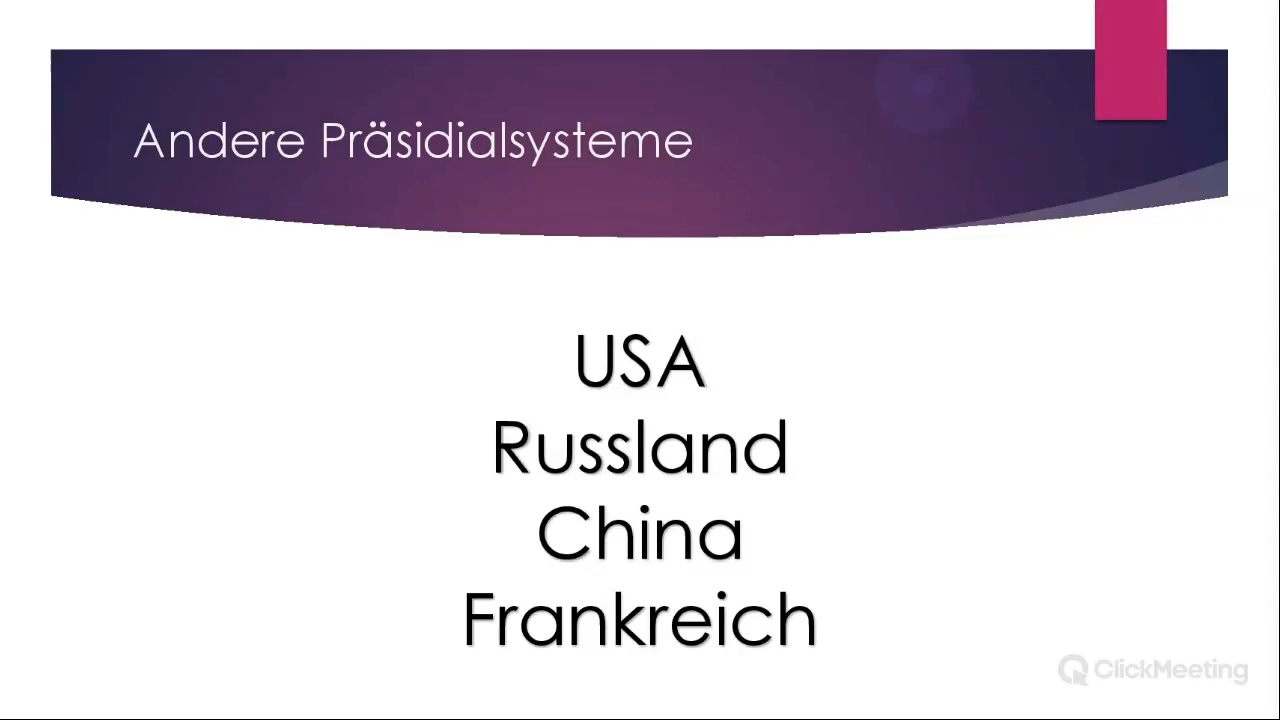 Andere Präsidialsysteme
USA
Russland
China
Frankreich
ClickMeeting